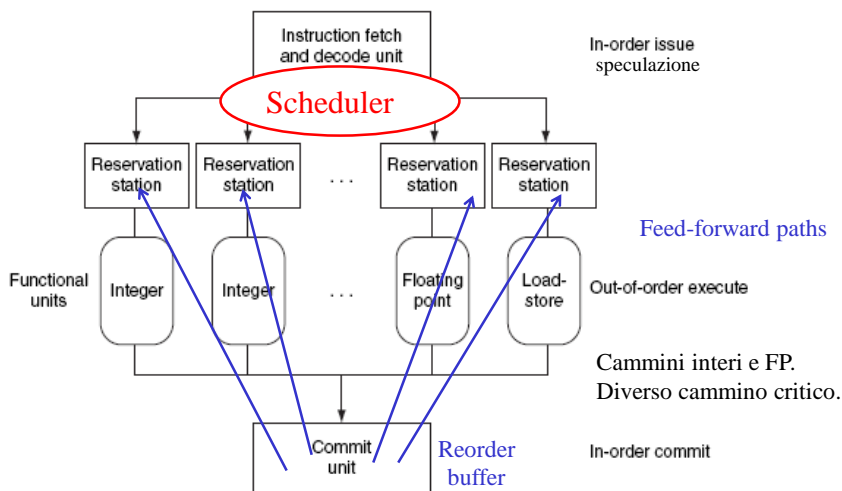 Instruction fetch
and decode unit
In-order issue
speculazione
Scheduler
Reservation
station
Reservation
station
. . .
Reservation
station
Reservation
station
Feed-forward paths
Functional
units
Integer
Integer
. . .
Floating
point
Load-
store
Out-of-order execute
Cammini interi e FP.
Diverso cammino critico.
Commit
unit
Reorder
buffer
In-order commit